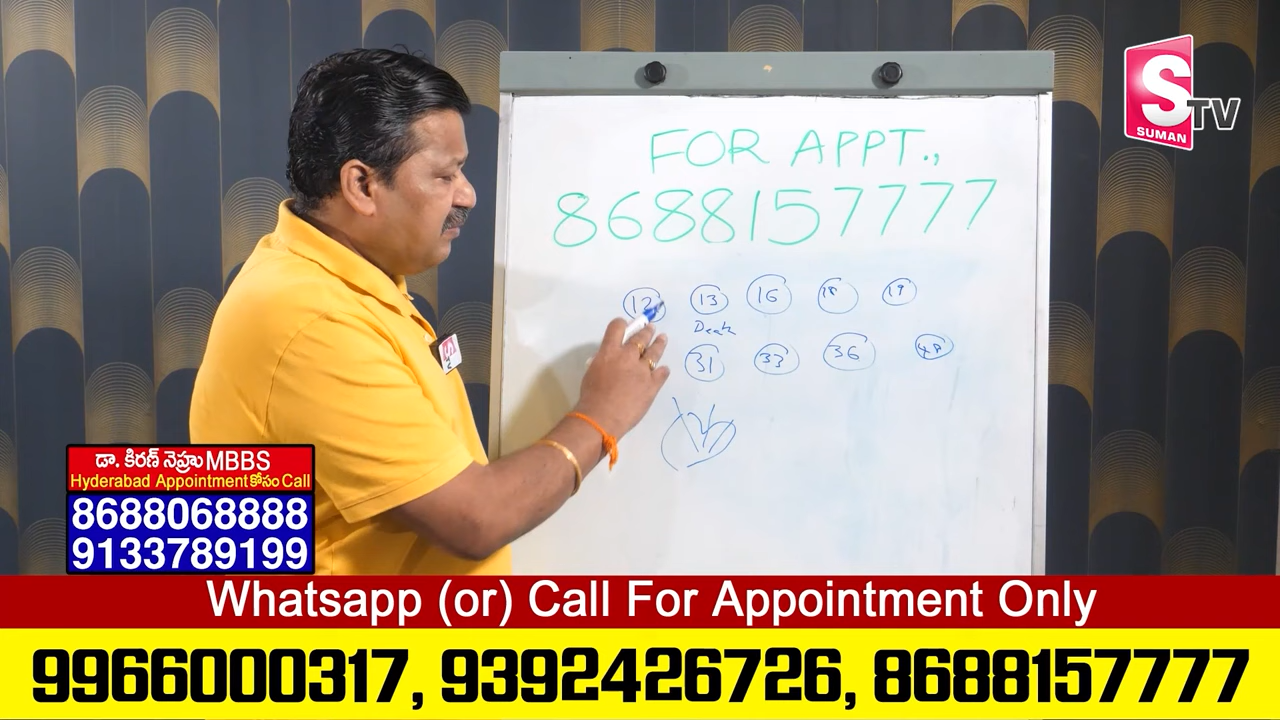 S TV
SUMAN
FOR APPT.,
8688157777
12 13 16 18 19
Death
31 33 36 48
డా. కిరణ్ నెహ్రు MBBS
Hyderabad Appointment కోసం Call
8688068888
9133789199
Whatsapp (or) Call For Appointment Only
9966000317, 9392426726, 8688157777